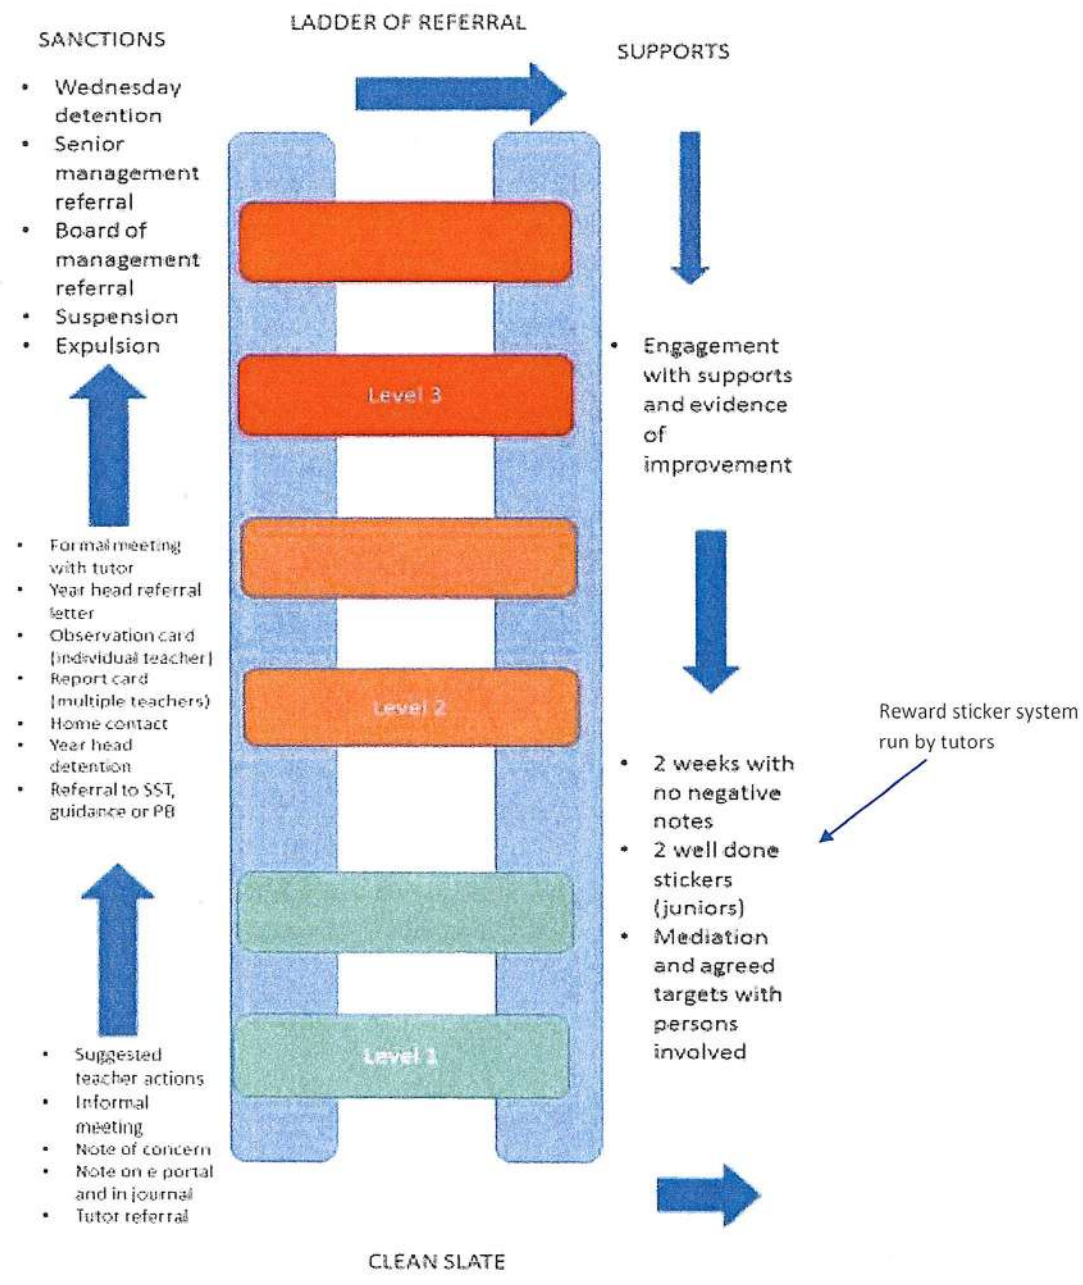 LADDER OF REFERRAL
SANCTIONS
SUPPORTS
• Wednesday
detention
• Senior
management
referral
• Board of
management
referral
• Suspension
• Expulsion
• Formal meeting
with tutor
• Year head referral
letter
• Observation card
(individual teacher)
• Report card
(multiple teachers)
• Home contact
• Year head
detention
• Referral to SST,
guidance or PB
• Suggested
teacher actions
• Informal
meeting
• Note of concern
• Note on e portal
and in journal
• Tutor referral
Level 3
Level 2
Level 1
• Engagement
with supports
and evidence
of
improvement
• 2 weeks with
no negative
notes
• 2 well done
stickers
(juniors)
• Mediation
and agreed
targets with
persons
involved
Reward sticker system
run by tutors
CLEAN SLATE